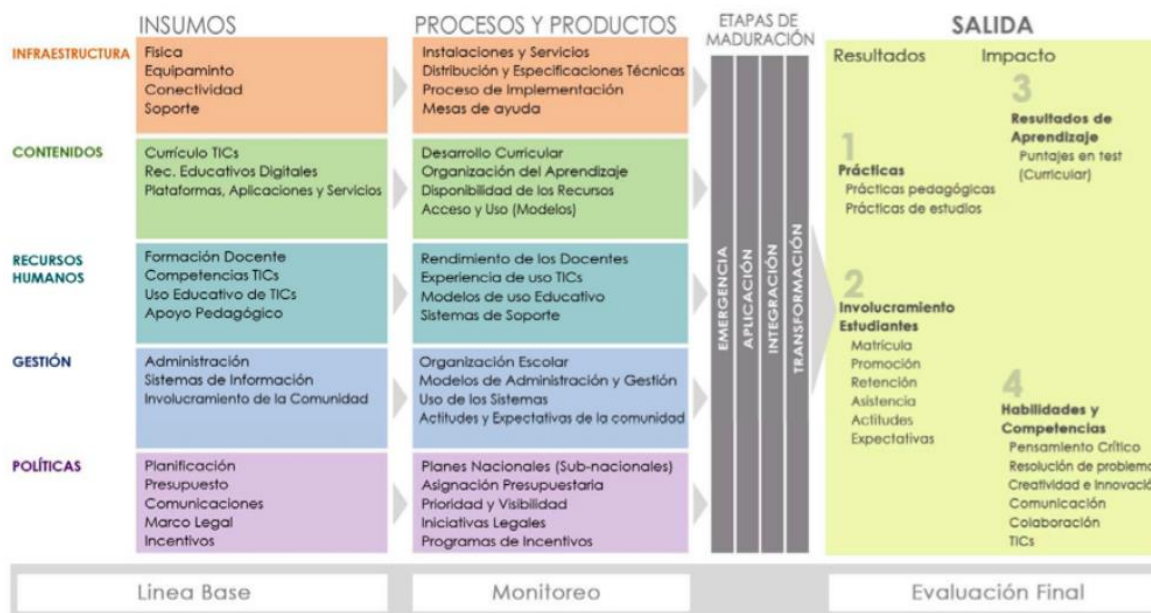 INSUMOS
PROCESOS Y PRODUCTOS
ETAPAS DE
MADURACIÓN
SALIDA
INFRAESTRUCTURA
Fisica
Equipaminto
Conectividad
Soporte
Instalaciones y Servicios
Distribución y Especificaciones Técnicas
Proceso de Implementación
Mesas de ayuda
CONTENIDOS
Currículo TICs
Rec. Educativos Digitales
Plataformas, Aplicaciones y Servicios
Desarrollo Curricular
Organización del Aprendizaje
Disponibilidad de los Recursos
Acceso y Uso (Modelos)
RECURSOS
HUMANOS
Formación Docente
Competencias TICs
Uso Educativo de TICs
Apoyo Pedagógico
Rendimiento de los Docentes
Experiencia de uso TICs
Modelos de uso Educativo
Sistemas de Soporte
GESTIÓN
Administración
Sistemas de Información
Involucramiento de la Comunidad
Organización Escolar
Modelos de Administración y Gestión
Uso de los Sistemas
Actitudes y Expectativas de la comunidad
POLÍTICAS
Planificación
Presupuesto
Comunicaciones
Marco Legal
Incentivos
Planes Nacionales (Sub-nacionales)
Asignación Presupuestaria
Prioridad y Visibilidad
Iniciativas Legales
Programas de Incentivos
EMERGENCIA
APLICACIÓN
INTEGRACIÓN
TRANSFORMACIÓN
Resultados
Impacto
1
Prácticas
Prácticas pedagógicas
Prácticas de estudios
2
Involucramiento
Estudiantes
Matrícula
Promoción
Retención
Asistencia
Actitudes
Expectativas
3
Resultados de
Aprendizaje
Puntajes en test
(Curricular)
4
Habilidades y
Competencias
Pensamiento Crítico
Resolución de problema
Creatividad e Innovació
Comunicación
Colaboración
TICs
Linea Base
Monitoreo
Evaluación Final